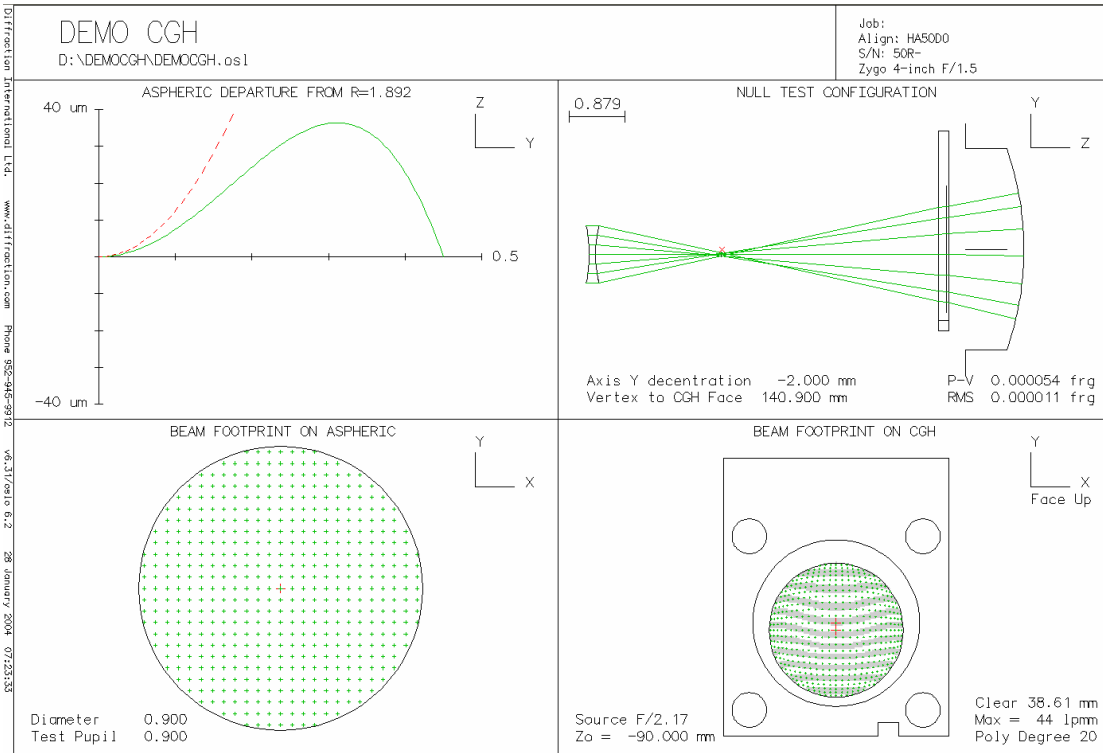 DEMO CGH
D:\DEMOCGH\DEMOCGH.osl
Job:
Align: HA50D0
S/N: 50R-
Zygo 4-inch F/1.5
Diffraction International Ltd. www.diffraction.com Phone 952-945-9912 v6.31/oslo 6.2 28 January 2004 07:23:33
ASPHERIC DEPARTURE FROM R=1.892
40 um
Z
Y
0.5
-40 um
NULL TEST CONFIGURATION
0.879
Y
Z
X
Axis Y decentration -2.000 mm
Vertex to CGH Face 140.900 mm
P-V 0.000054 frg
RMS 0.000011 frg
BEAM FOOTPRINT ON ASPHERIC
Y
X
Diameter 0.900
Test Pupil 0.900
BEAM FOOTPRINT ON CGH
Y
X
Face Up
Source F/2.17
Zo = -90.000 mm
Clear 38.61 mm
Max = 44 lpmm
Poly Degree 20